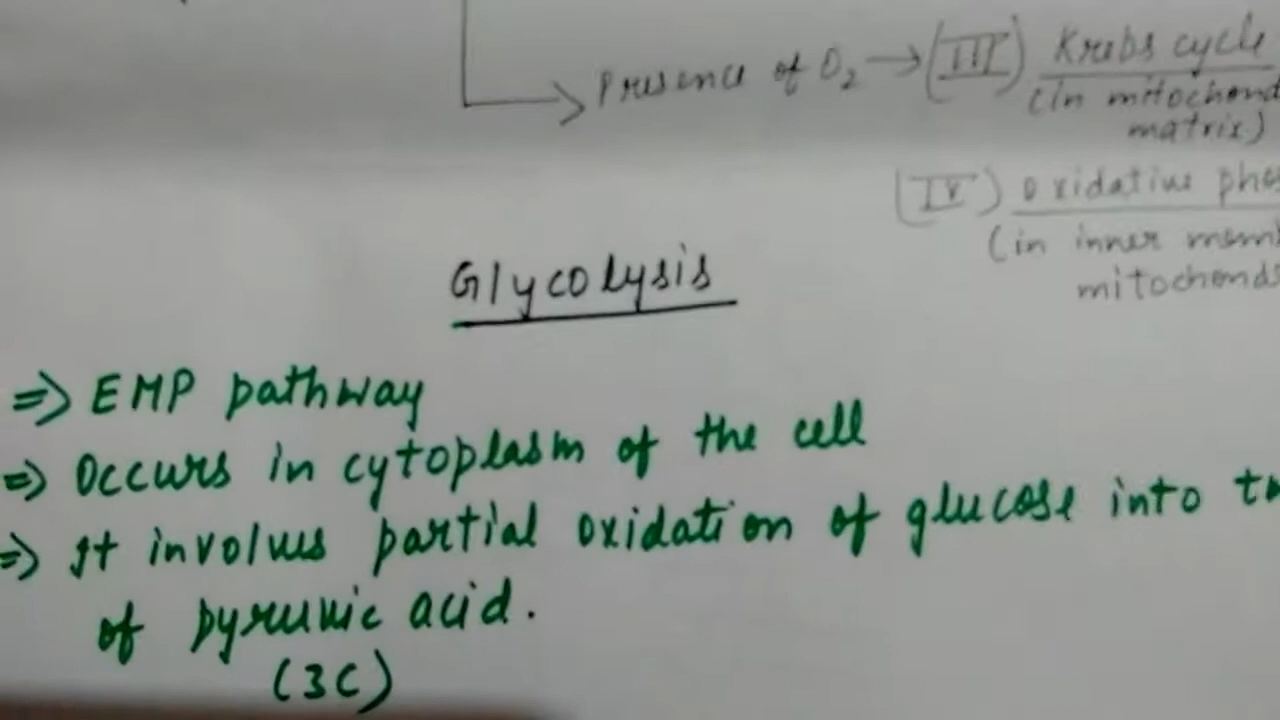 Presence of O2 → (III) Krebs cycle
(In mitochond
matrix)
(IV) Oxidative pho
(in inner mem
mitochond
Glycolysis
⇒ EMP pathway
⇒ Occurs in cytoplasm of the cell
⇒ It involves partial oxidation of glucose into tw
of pyruvic acid.
(3C)